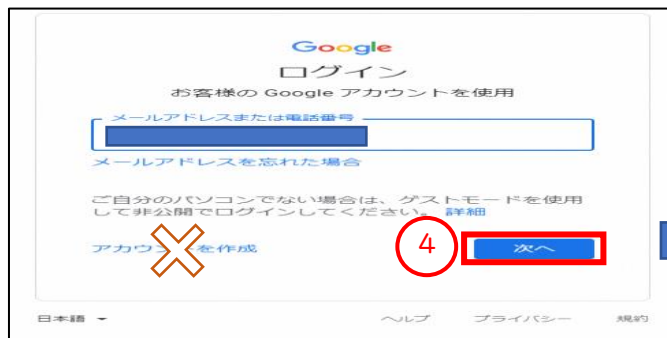 Google
ログイン
お客様の Google アカウントを使用
メールアドレスまたは電話番号
メールアドレスを忘れた場合
ご自分のパソコンでない場合は、ゲストモードを使用
して非公開でログインしてください。 詳細
アカウントを作成 4 次へ
日本語 ヘルプ プライバシー 規約